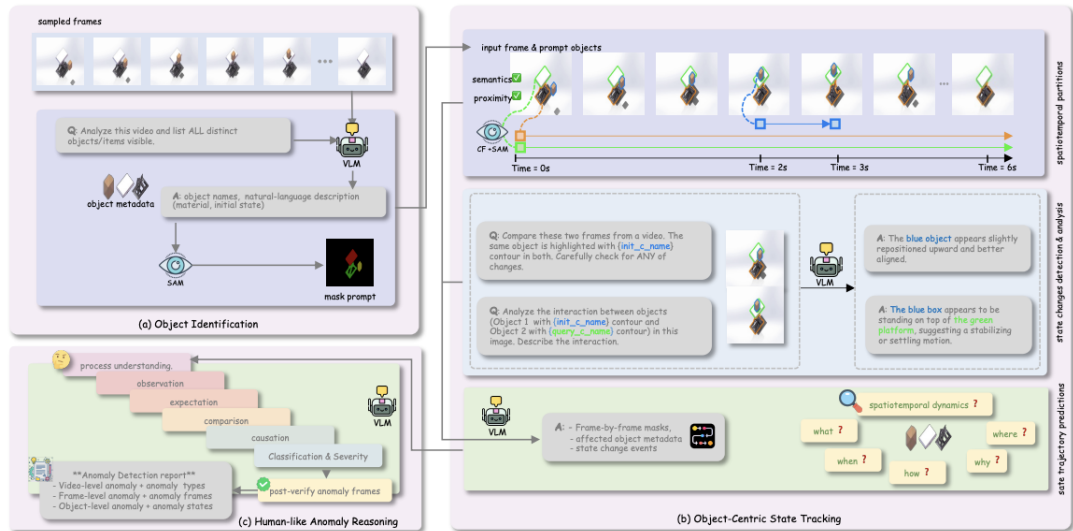 sampled frames
Q: Analyze this video and list ALL distinct
objects/items visible.
VLM
object metadata
A: object names, natural-language description
(material, initial state)
SAM
mask prompt
(a) Object Identification
input frame & prompt objects
semantics
proximity
CF +SAM
Time = 0s
Time = 2s
Time = 3s
Time = 6s
spatiotemporal partitions
Q: Compare these two frames from a video. The
same object is highlighted with {init_c_name}
contour in both. Carefully check for ANY of
changes.
Q: Analyze the interaction between objects
(Object 1 with {init_c_name} contour and
Object 2 with {query_c_name} contour) in this
image. Describe the interaction.
VLM
A: The blue object appears slightly
repositioned upward and better
aligned.
A: The blue box appears to be
standing on top of the green
platform, suggesting a stabilizing
or settling motion.
state changes detection & analysis
VLM
A: - Frame-by-frame masks,
- affected object metadata
- state change events
spatiotemporal dynamics ?
what ?
where ?
when ?
how ?
why ?
sate trajectory predictions
(b) Object-Centric State Tracking
process understanding.
observation
expectation
comparison
causation
Classification & Severity
VLM
post-verify anomaly frames
**Anomaly Detection report**
- Video-level anomaly + anomaly types
- Frame-level anomaly + anomaly frames
- Object-level anomaly + anomaly states
(c) Human-like Anomaly Reasoning